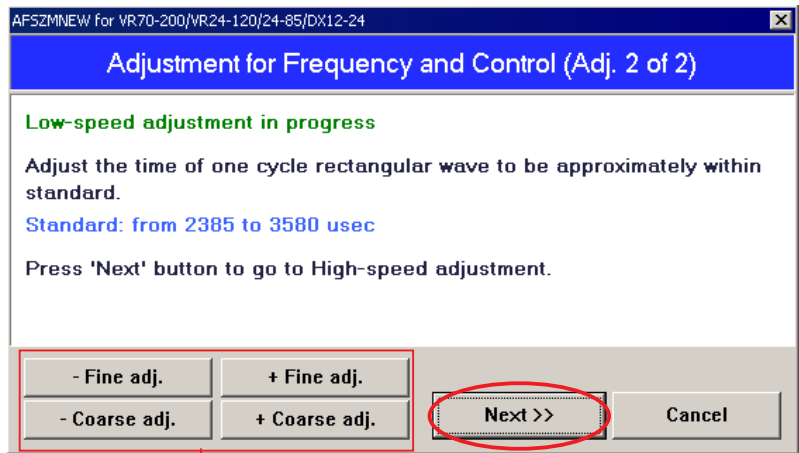 AFSZMNEW for VR70-200/VR24-120/24-85/DX12-24
Adjustment for Frequency and Control (Adj. 2 of 2)
Low-speed adjustment in progress
Adjust the time of one cycle rectangular wave to be approximately within
standard.
Standard: from 2385 to 3580 usec
Press 'Next' button to go to High-speed adjustment.
- Fine adj. + Fine adj.
- Coarse adj. + Coarse adj. Next >> Cancel